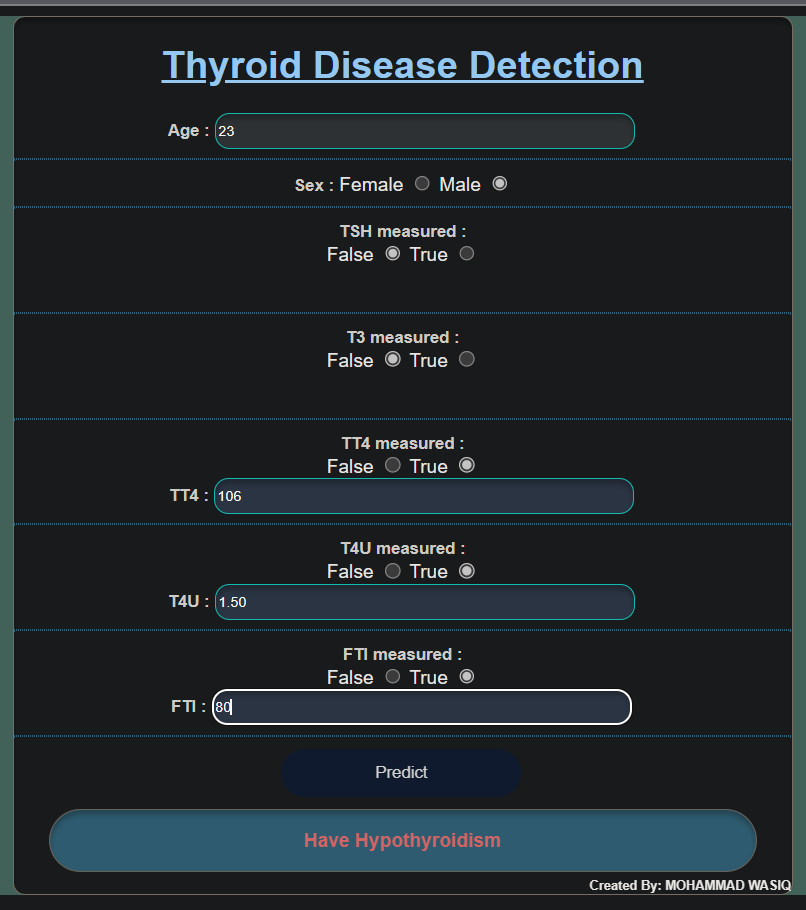 Thyroid Disease Detection
Age : 23
Sex : Female Male
TSH measured :
False True
T3 measured :
False True
TT4 measured :
False True
TT4 : 106
T4U measured :
False True
T4U : 1.50
FTI measured :
False True
FTI : 80
Predict
Have Hypothyroidism
Created By: MOHAMMAD WASIQ